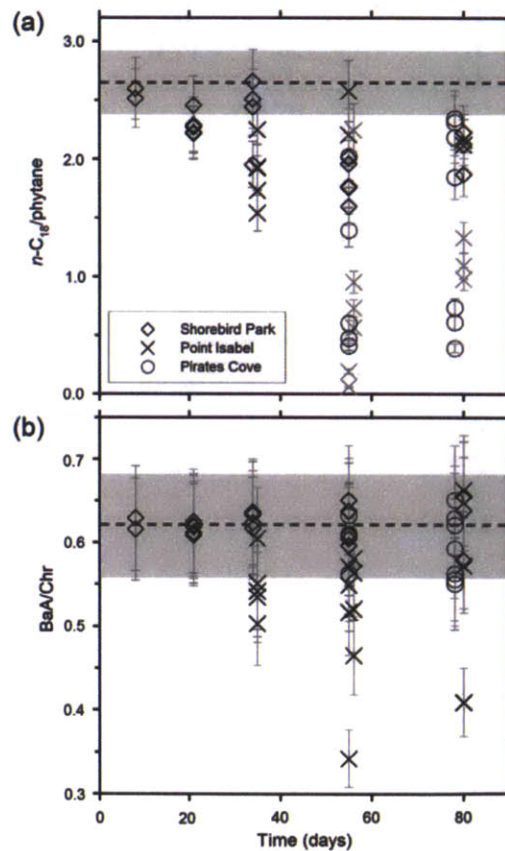 (a)
3.0
2.0
1.0
0.0
n-C₁₈/phytane
Shorebird Park
Point Isabel
Pirates Cove
(b)
0.7
0.6
0.5
0.4
0.3
BaA/Chr
0 20 40 60 80
Time (days)